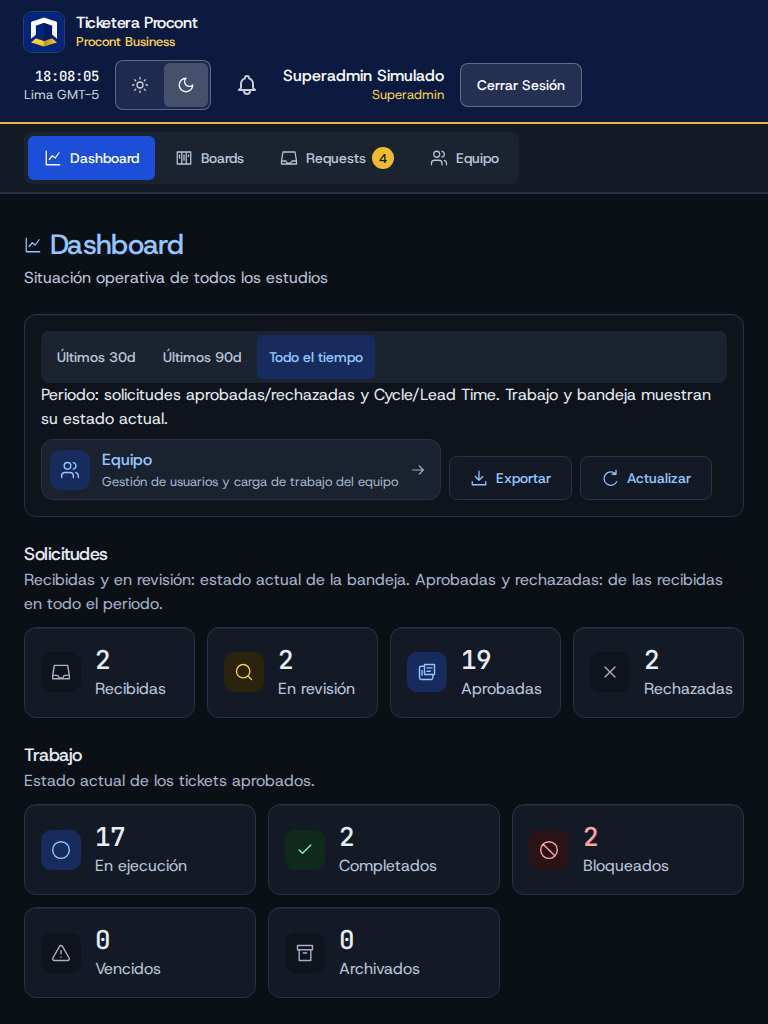 Ticketera Procont
Procont Business
18:08:05
Lima GMT-5
Superadmin Simulado
Superadmin
Cerrar Sesión
Dashboard
Boards
Requests 4
Equipo
Dashboard
Situación operativa de todos los estudios
Últimos 30d
Últimos 90d
Todo el tiempo
Periodo: solicitudes aprobadas/rechazadas y Cycle/Lead Time. Trabajo y bandeja muestran
su estado actual.
Equipo
Gestión de usuarios y carga de trabajo del equipo
Exportar
Actualizar
Solicitudes
Recibidas y en revisión: estado actual de la bandeja. Aprobadas y rechazadas: de las recibidas
en todo el periodo.
2
Recibidas
2
En revisión
19
Aprobadas
2
Rechazadas
Trabajo
Estado actual de los tickets aprobados.
17
En ejecución
2
Completados
2
Bloqueados
0
Vencidos
0
Archivados